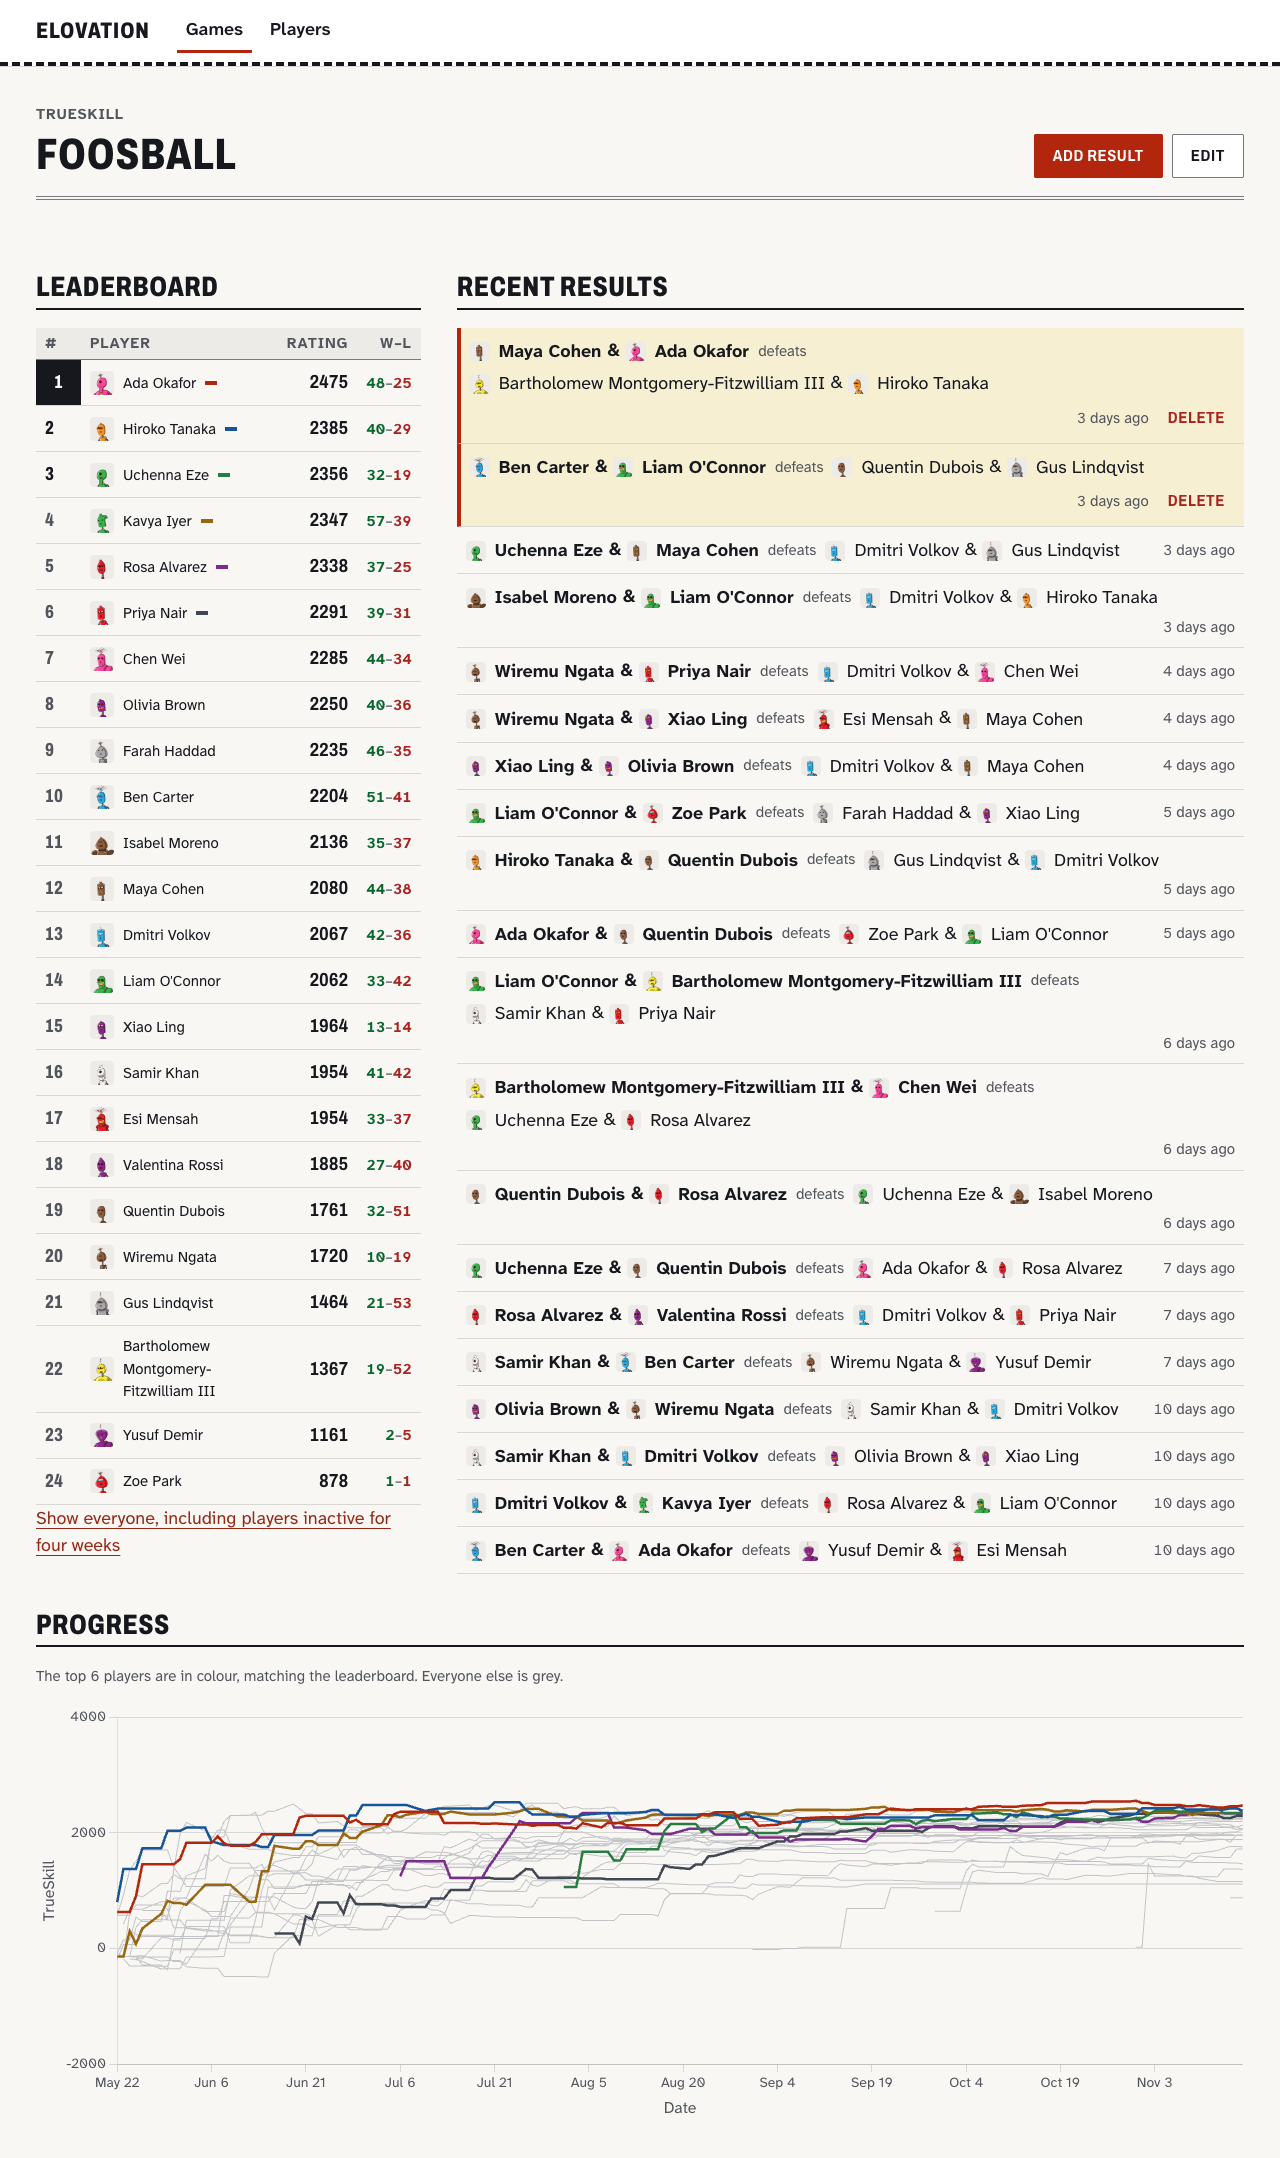 ELOVATION Games Players
TRUESKILL
FOOSBALL
ADD RESULT EDIT
LEADERBOARD
# PLAYER RATING W–L
1 Ada Okafor 2475 48–25
2 Hiroko Tanaka 2385 40–29
3 Uchenna Eze 2356 32–19
4 Kavya Iyer 2347 57–39
5 Rosa Alvarez 2338 37–25
6 Priya Nair 2291 39–31
7 Chen Wei 2285 44–34
8 Olivia Brown 2250 40–36
9 Farah Haddad 2235 46–35
10 Ben Carter 2204 51–41
11 Isabel Moreno 2136 35–37
12 Maya Cohen 2080 44–38
13 Dmitri Volkov 2067 42–36
14 Liam O'Connor 2062 33–42
15 Xiao Ling 1964 13–14
16 Samir Khan 1954 41–42
17 Esi Mensah 1954 33–37
18 Valentina Rossi 1885 27–40
19 Quentin Dubois 1761 32–51
20 Wiremu Ngata 1720 10–19
21 Gus Lindqvist 1464 21–53
Bartholomew
22 Montgomery- 1367 19–52
Fitzwilliam III
23 Yusuf Demir 1161 2–5
24 Zoe Park 878 1–1
Show everyone, including players inactive for
four weeks
RECENT RESULTS
Maya Cohen & Ada Okafor defeats
Bartholomew Montgomery-Fitzwilliam III & Hiroko Tanaka
3 days ago DELETE
Ben Carter & Liam O'Connor defeats Quentin Dubois & Gus Lindqvist
3 days ago DELETE
Uchenna Eze & Maya Cohen defeats Dmitri Volkov & Gus Lindqvist 3 days ago
Isabel Moreno & Liam O'Connor defeats Dmitri Volkov & Hiroko Tanaka
3 days ago
Wiremu Ngata & Priya Nair defeats Dmitri Volkov & Chen Wei 4 days ago
Wiremu Ngata & Xiao Ling defeats Esi Mensah & Maya Cohen 4 days ago
Xiao Ling & Olivia Brown defeats Dmitri Volkov & Maya Cohen 4 days ago
Liam O'Connor & Zoe Park defeats Farah Haddad & Xiao Ling 5 days ago
Hiroko Tanaka & Quentin Dubois defeats Gus Lindqvist & Dmitri Volkov
5 days ago
Ada Okafor & Quentin Dubois defeats Zoe Park & Liam O'Connor 5 days ago
Liam O'Connor & Bartholomew Montgomery-Fitzwilliam III defeats
Samir Khan & Priya Nair
6 days ago
Bartholomew Montgomery-Fitzwilliam III & Chen Wei defeats
Uchenna Eze & Rosa Alvarez
6 days ago
Quentin Dubois & Rosa Alvarez defeats Uchenna Eze & Isabel Moreno
6 days ago
Uchenna Eze & Quentin Dubois defeats Ada Okafor & Rosa Alvarez 7 days ago
Rosa Alvarez & Valentina Rossi defeats Dmitri Volkov & Priya Nair 7 days ago
Samir Khan & Ben Carter defeats Wiremu Ngata & Yusuf Demir 7 days ago
Olivia Brown & Wiremu Ngata defeats Samir Khan & Dmitri Volkov 10 days ago
Samir Khan & Dmitri Volkov defeats Olivia Brown & Xiao Ling 10 days ago
Dmitri Volkov & Kavya Iyer defeats Rosa Alvarez & Liam O'Connor 10 days ago
Ben Carter & Ada Okafor defeats Yusuf Demir & Esi Mensah 10 days ago
PROGRESS
The top 6 players are in colour, matching the leaderboard. Everyone else is grey.
4000
2000
0
-2000
TrueSkill
May 22 Jun 6 Jun 21 Jul 6 Jul 21 Aug 5 Aug 20 Sep 4 Sep 19 Oct 4 Oct 19 Nov 3
Date